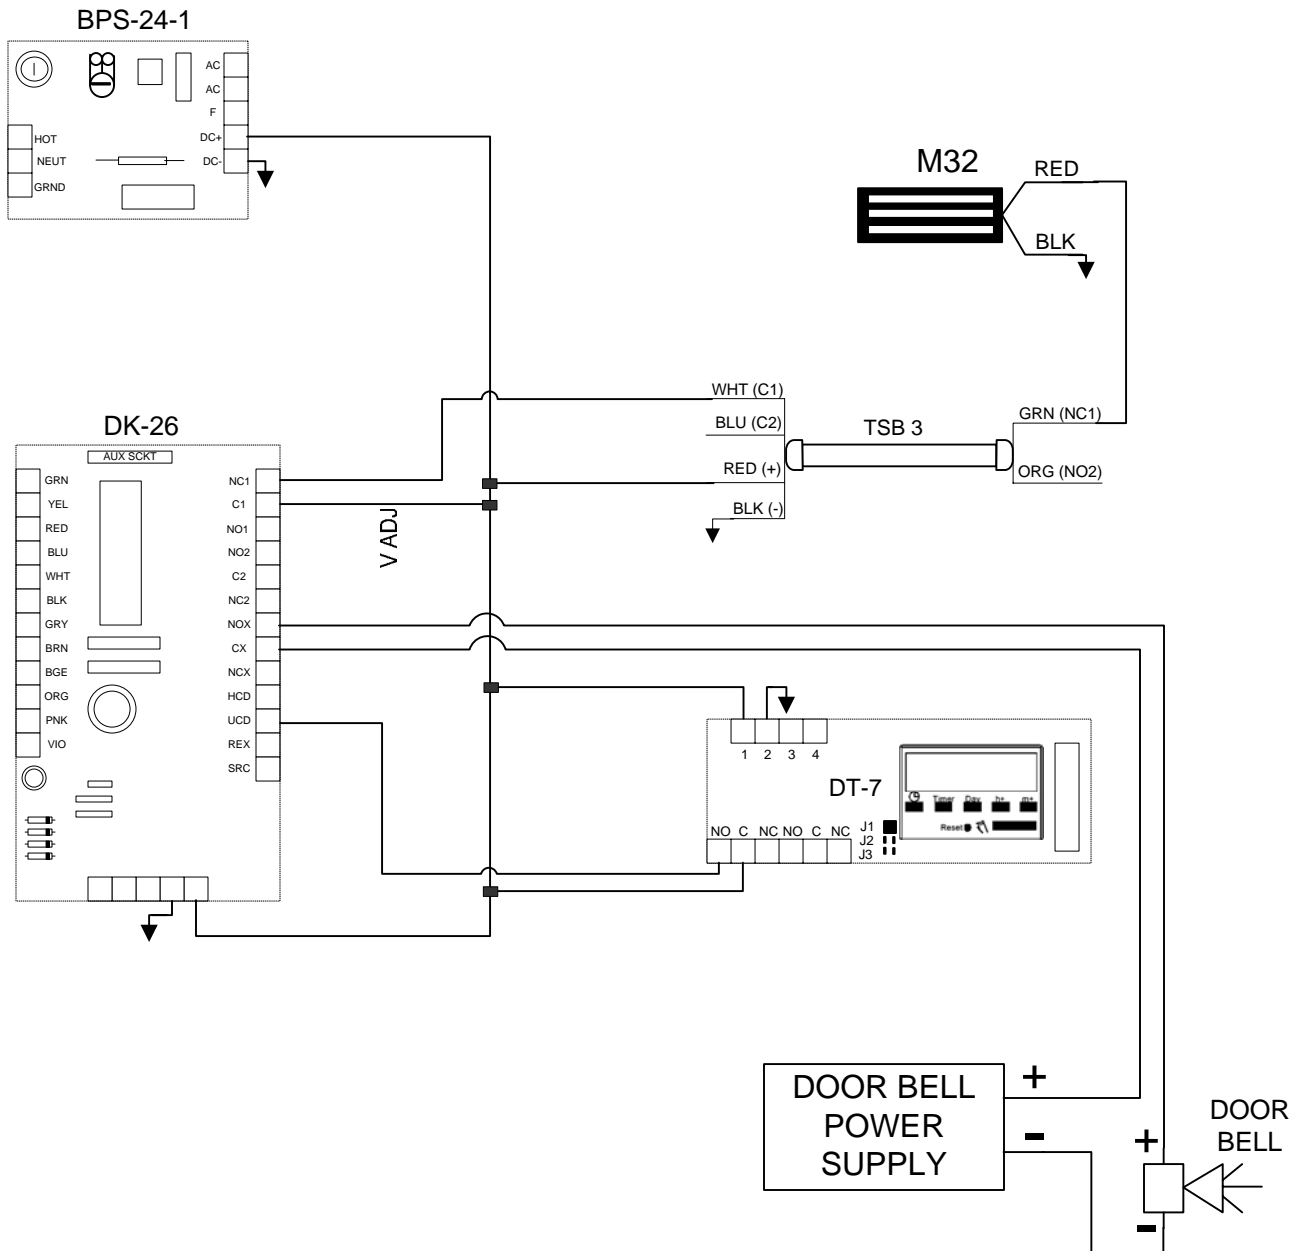 BPS-24-1
AC
AC
F
DC+
DC-
HOT
NEUT
GRND
M32
RED
BLK
WHT (C1)
BLU (C2)
RED (+)
BLK (-)
TSB 3
GRN (NC1)
ORG (NO2)
DK-26
AUX SCKT
GRN
YEL
RED
BLU
WHT
BLK
GRY
BRN
BGE
ORG
PNK
VIO
NC1
C1
NO1
NO2
C2
NC2
NOX
CX
NCX
HCD
UCD
REX
SRC
V ADJ
1 2 3 4
DT-7
Timer Day h+ m+
Reset
J1
J2
J3
NO C NC NO C NC
DOOR BELL
POWER
SUPPLY
+
-
+
-
DOOR
BELL